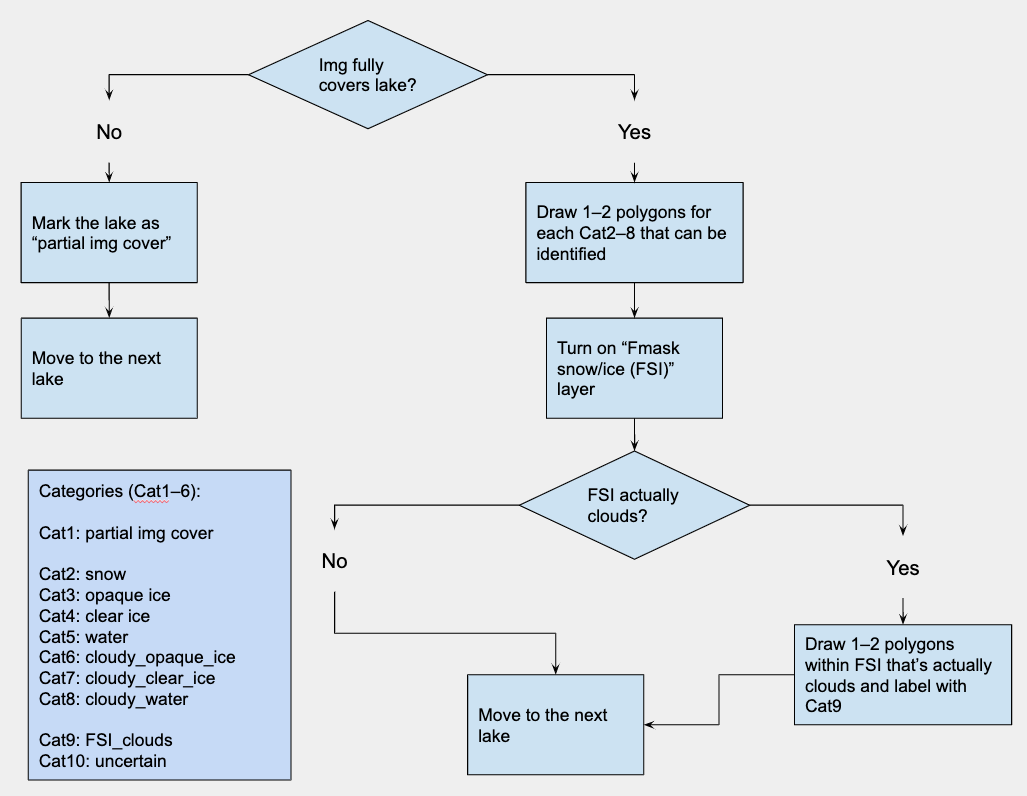 Img fully
covers lake?
No
Yes
Mark the lake as
“partial img cover”
Draw 1–2 polygons for
each Cat2–8 that can be
identified
Move to the next
lake
Turn on “Fmask
snow/ice (FSI)”
layer
FSI actually
clouds?
No
Yes
Draw 1–2 polygons
within FSI that’s actually
clouds and label with
Cat9
Move to the next
lake
Categories (Cat1–6):
Cat1: partial img cover
Cat2: snow
Cat3: opaque ice
Cat4: clear ice
Cat5: water
Cat6: cloudy_opaque_ice
Cat7: cloudy_clear_ice
Cat8: cloudy_water
Cat9: FSI_clouds
Cat10: uncertain